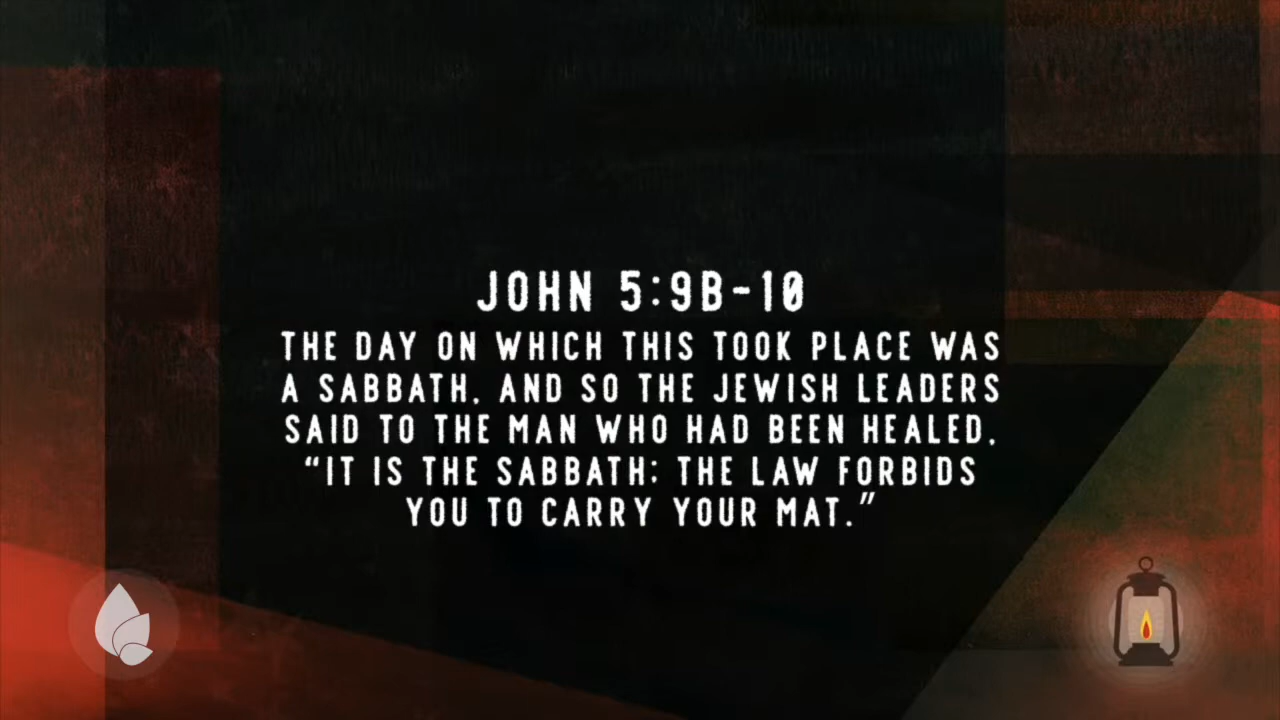 JOHN 5:9B-10
THE DAY ON WHICH THIS TOOK PLACE WAS
A SABBATH, AND SO THE JEWISH LEADERS
SAID TO THE MAN WHO HAD BEEN HEALED,
“IT IS THE SABBATH; THE LAW FORBIDS
YOU TO CARRY YOUR MAT.”